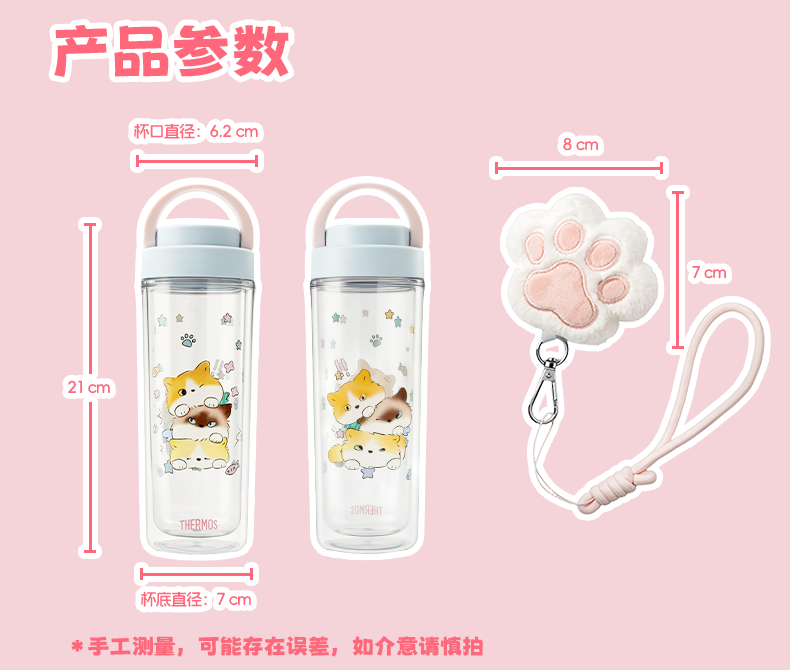 产品参数
杯口直径：6.2 cm
8 cm
7 cm
21 cm
THERMOS
THERMOS
杯底直径：7 cm
＊手工测量，可能存在误差，如介意请慎拍